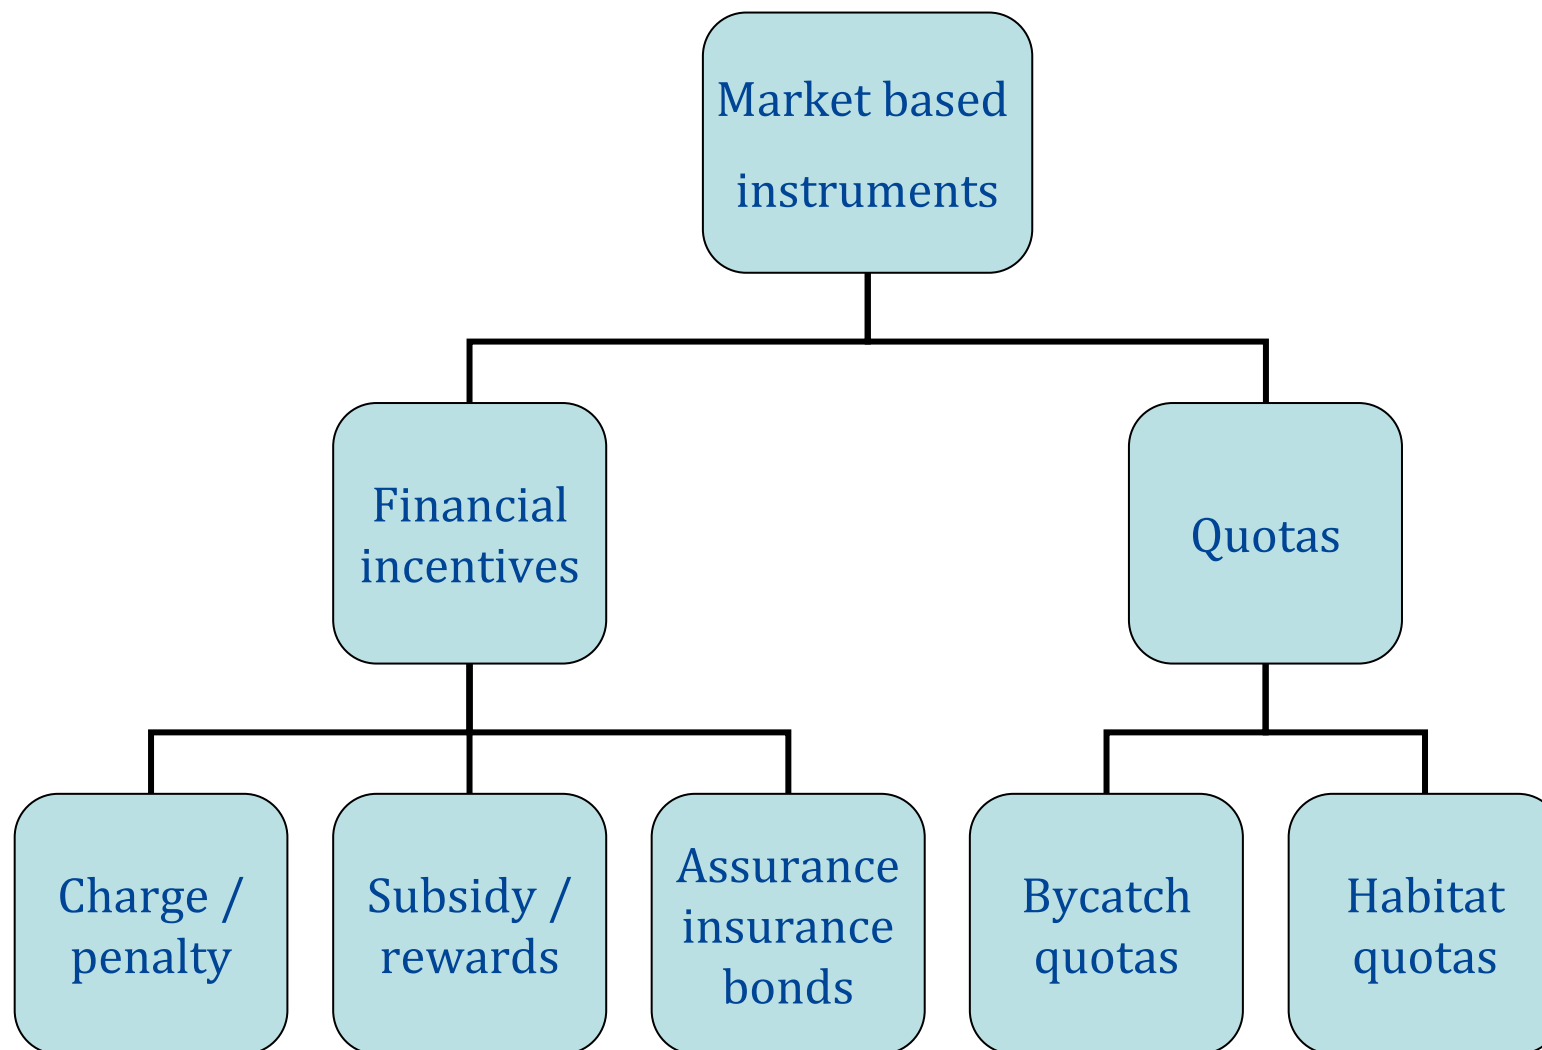 Market based
instruments
Financial
incentives
Quotas
Charge /
penalty
Subsidy /
rewards
Assurance
insurance
bonds
Bycatch
quotas
Habitat
quotas